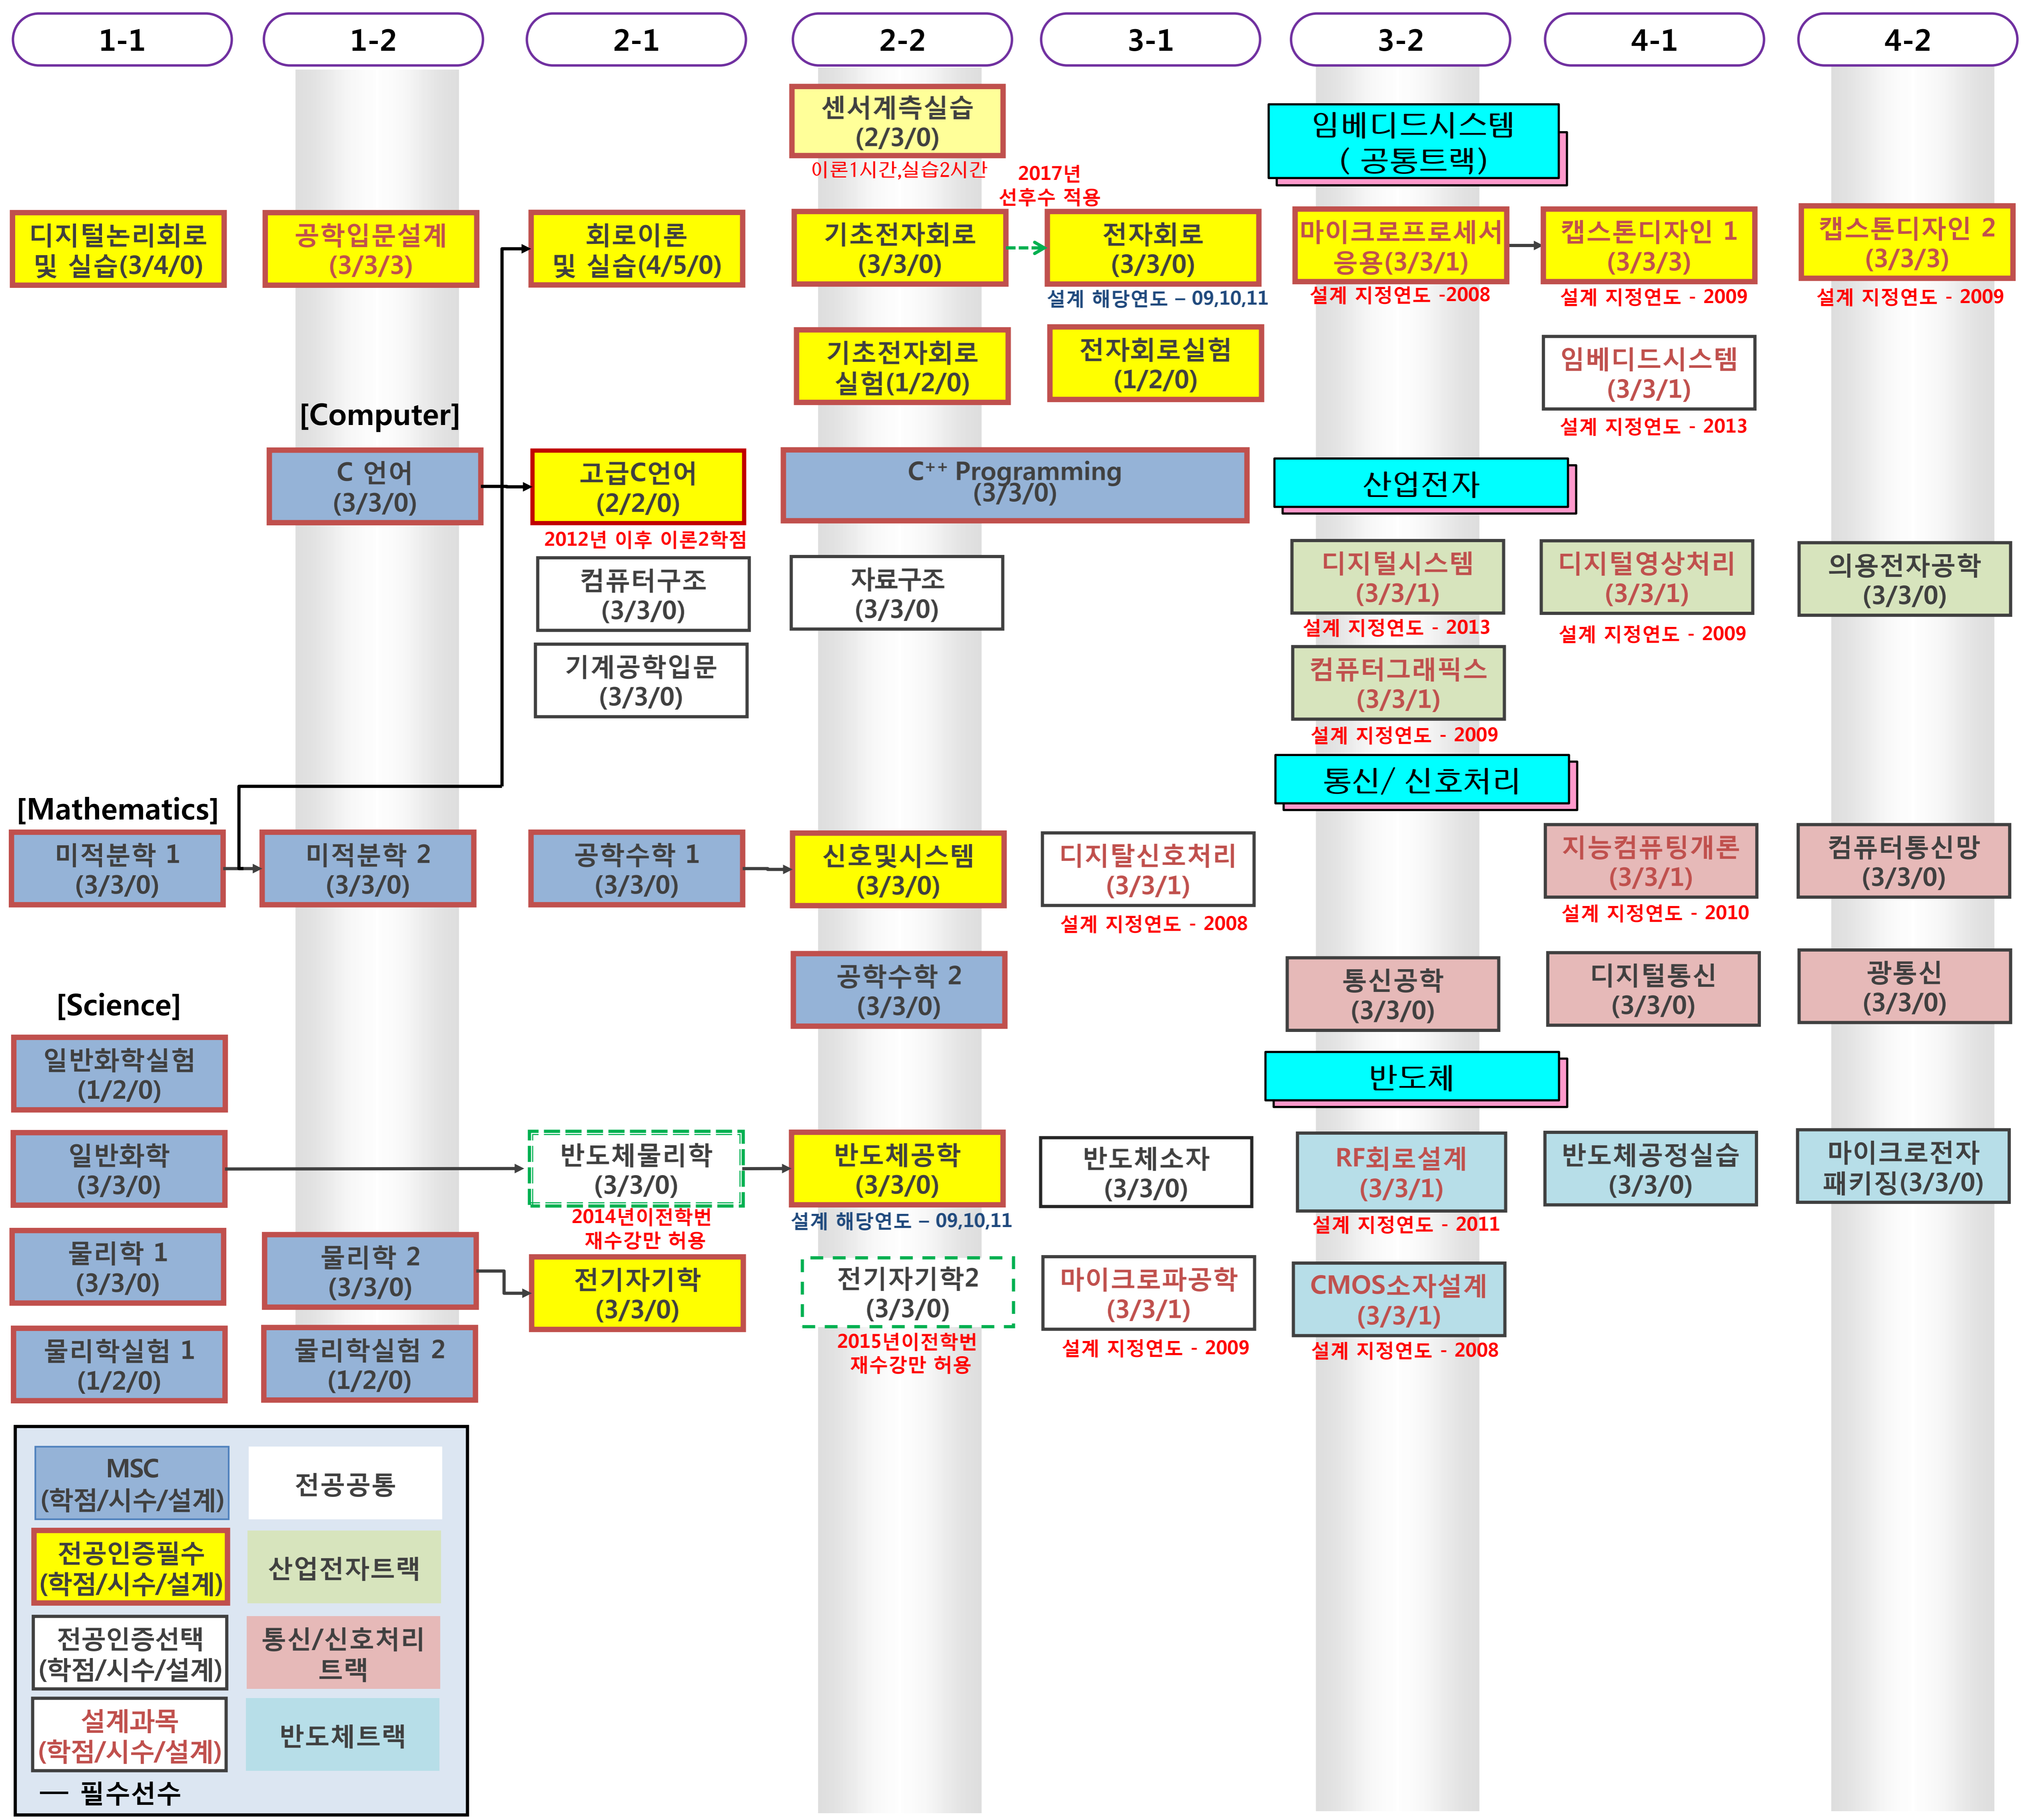 1-1
1-2
2-1
2-2
3-1
3-2
4-1
4-2
센서계측실습
(2/3/0)
이론1시간,실습2시간
임베디드시스템
( 공통트랙)
2017년
선후수 적용
디지털논리회로
및 실습(3/4/0)
공학입문설계
(3/3/3)
회로이론
및 실습(4/5/0)
기초전자회로
(3/3/0)
전자회로
(3/3/0)
설계 해당연도 – 09,10,11
마이크로프로세서
응용(3/3/1)
설계 지정연도 -2008
캡스톤디자인 1
(3/3/3)
설계 지정연도 - 2009
캡스톤디자인 2
(3/3/3)
설계 지정연도 - 2009
기초전자회로
실험(1/2/0)
전자회로실험
(1/2/0)
임베디드시스템
(3/3/1)
설계 지정연도 - 2013
[Computer]
C 언어
(3/3/0)
고급C언어
(2/2/0)
2012년 이후 이론2학점
C++ Programming
(3/3/0)
산업전자
컴퓨터구조
(3/3/0)
자료구조
(3/3/0)
디지털시스템
(3/3/1)
설계 지정연도 - 2013
디지털영상처리
(3/3/1)
설계 지정연도 - 2009
의용전자공학
(3/3/0)
기계공학입문
(3/3/0)
컴퓨터그래픽스
(3/3/1)
설계 지정연도 - 2009
통신/ 신호처리
[Mathematics]
미적분학 1
(3/3/0)
미적분학 2
(3/3/0)
공학수학 1
(3/3/0)
신호및시스템
(3/3/0)
디지탈신호처리
(3/3/1)
설계 지정연도 - 2008
지능컴퓨팅개론
(3/3/1)
설계 지정연도 - 2010
컴퓨터통신망
(3/3/0)
공학수학 2
(3/3/0)
통신공학
(3/3/0)
디지털통신
(3/3/0)
광통신
(3/3/0)
[Science]
일반화학실험
(1/2/0)
반도체
일반화학
(3/3/0)
반도체물리학
(3/3/0)
2014년이전학번
재수강만 허용
반도체공학
(3/3/0)
설계 해당연도 – 09,10,11
반도체소자
(3/3/0)
RF회로설계
(3/3/1)
설계 지정연도 - 2011
반도체공정실습
(3/3/0)
마이크로전자
패키징(3/3/0)
물리학 1
(3/3/0)
물리학 2
(3/3/0)
전기자기학
(3/3/0)
전기자기학2
(3/3/0)
2015년이전학번
재수강만 허용
마이크로파공학
(3/3/1)
설계 지정연도 - 2009
CMOS소자설계
(3/3/1)
설계 지정연도 - 2008
물리학실험 1
(1/2/0)
물리학실험 2
(1/2/0)
MSC
(학점/시수/설계)
전공공통
전공인증필수
(학점/시수/설계)
산업전자트랙
전공인증선택
(학점/시수/설계)
통신/신호처리
트랙
설계과목
(학점/시수/설계)
반도체트랙
필수선수